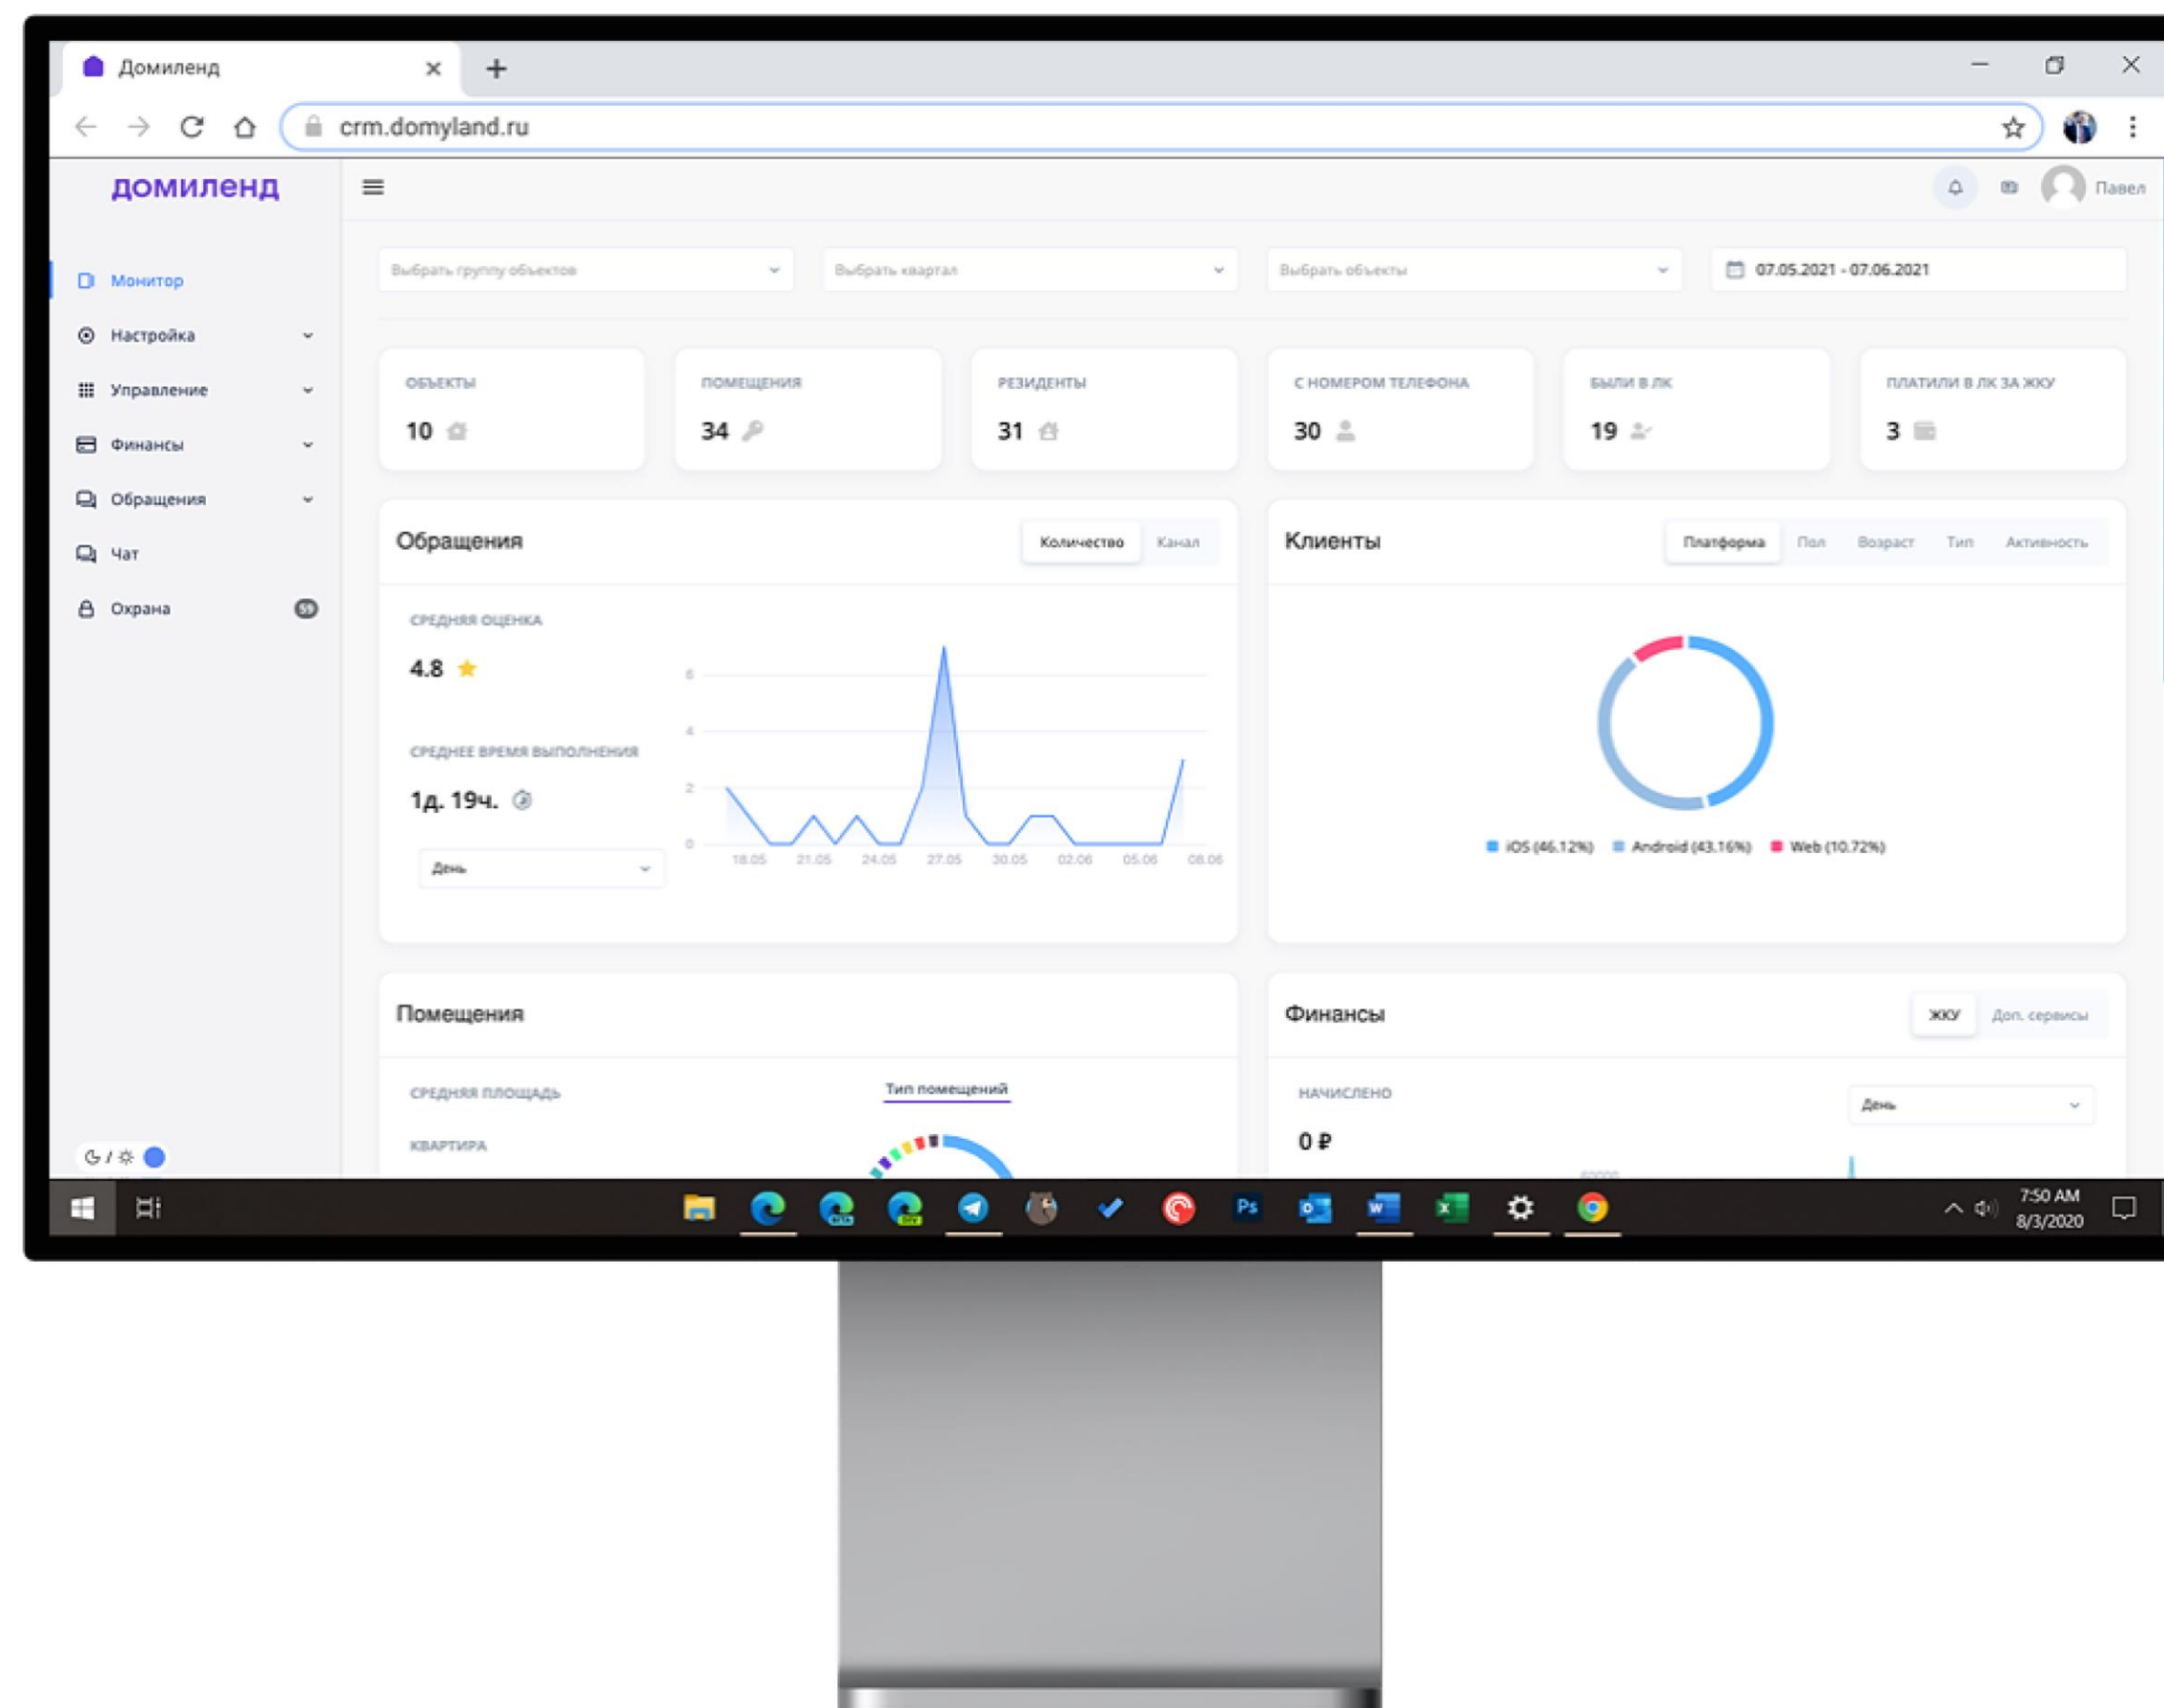 Домиленд
crm.domyland.ru
домиленд
Павел
Монитор
Настройка
Управление
Финансы
Обращения
Чат
Охрана 59
Выбрать группу объектов
Выбрать квартал
Выбрать объекты
07.05.2021 - 07.06.2021
ОБЪЕКТЫ
10
ПОМЕЩЕНИЯ
34
РЕЗИДЕНТЫ
31
С НОМЕРОМ ТЕЛЕФОНА
30
БЫЛИ В ЛК
19
ПЛАТИЛИ В ЛК ЗА ЖКУ
3
Обращения
Количество Канал
СРЕДНЯЯ ОЦЕНКА
4.8
СРЕДНЕЕ ВРЕМЯ ВЫПОЛНЕНИЯ
1д. 19ч.
День
6
4
2
0
18.05 21.05 24.05 27.05 30.05 02.06 05.06 08.06
Клиенты
Платформа Пол Возраст Тип Активность
iOS (46.12%) Android (43.16%) Web (10.72%)
Помещения
СРЕДНЯЯ ПЛОЩАДЬ
КВАРТИРА
Тип помещений
Финансы
ЖКУ Доп. сервисы
НАЧИСЛЕНО
0 ₽
День
Ps
7:50 AM
8/3/2020